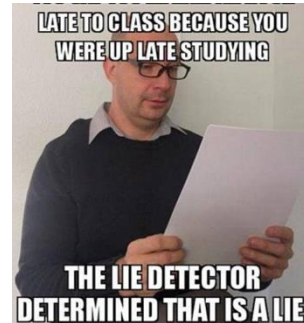 LATE TO CLASS BECAUSE YOU
WERE UP LATE STUDYING
THE LIE DETECTOR
DETERMINED THAT IS A LIE